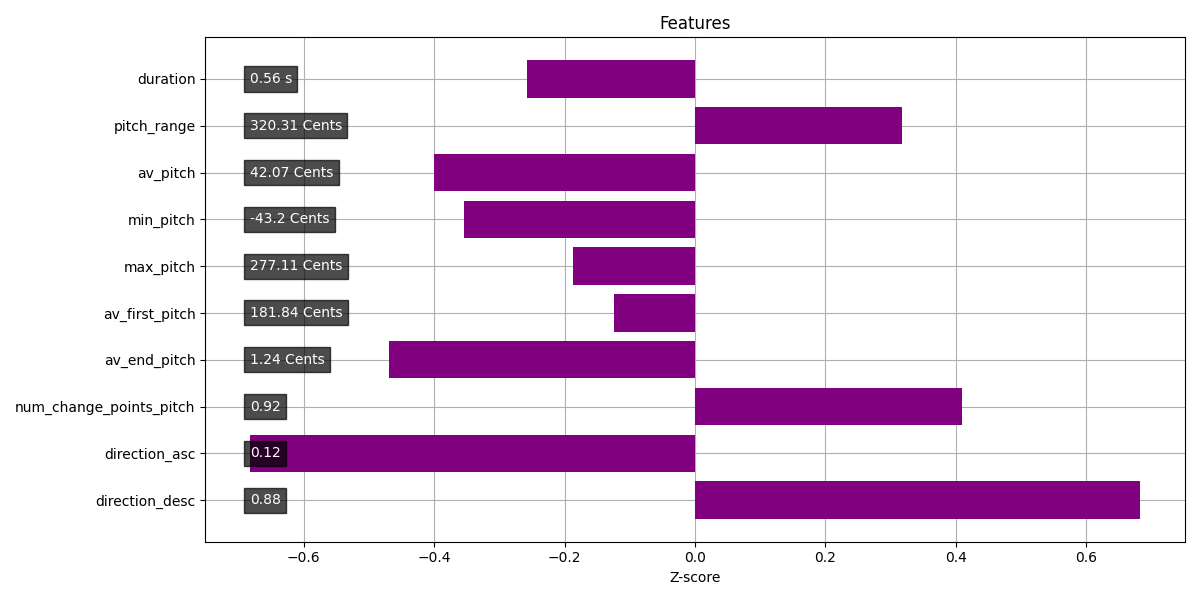 Features
duration 0.56 s
pitch_range 320.31 Cents
av_pitch 42.07 Cents
min_pitch -43.2 Cents
max_pitch 277.11 Cents
av_first_pitch 181.84 Cents
av_end_pitch 1.24 Cents
num_change_points_pitch 0.92
direction_asc 0.12
direction_desc 0.88
−0.6 −0.4 −0.2 0.0 0.2 0.4 0.6
Z-score